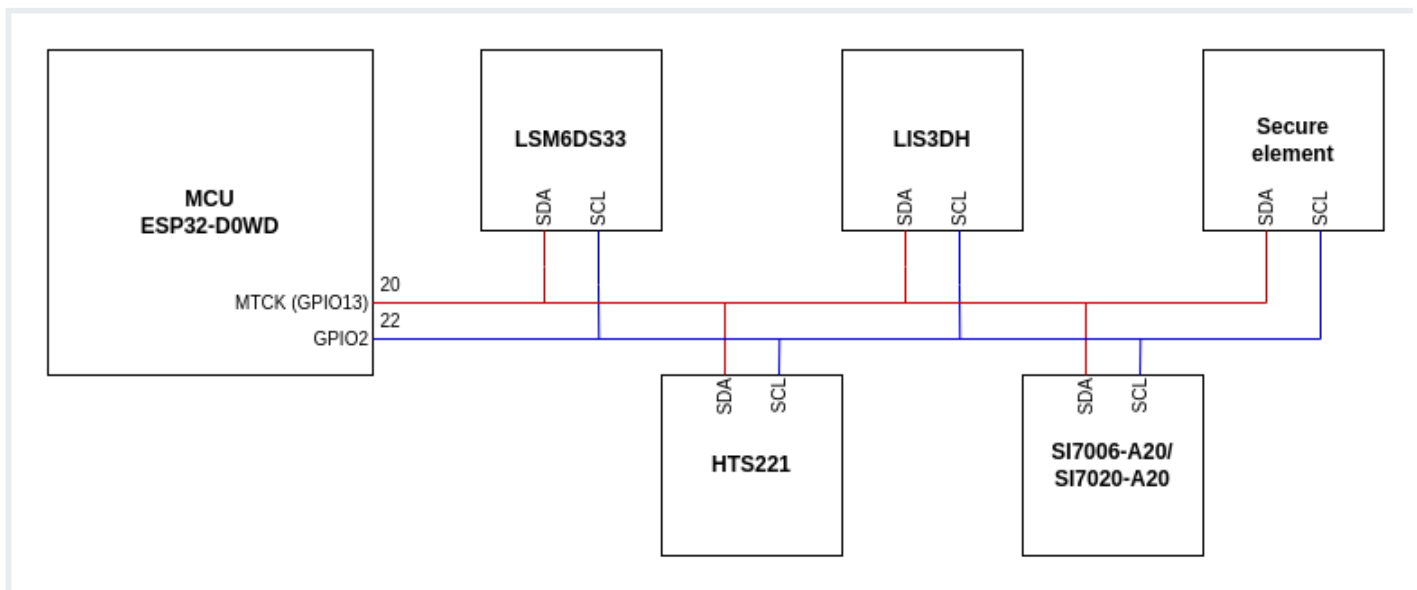 MCU
ESP32-D0WD
MTCK (GPIO13)
20
GPIO2
22
LSM6DS33
SDA
SCL
LIS3DH
SDA
SCL
Secure
element
SDA
SCL
SDA
SCL
HTS221
SDA
SCL
SI7006-A20/
SI7020-A20